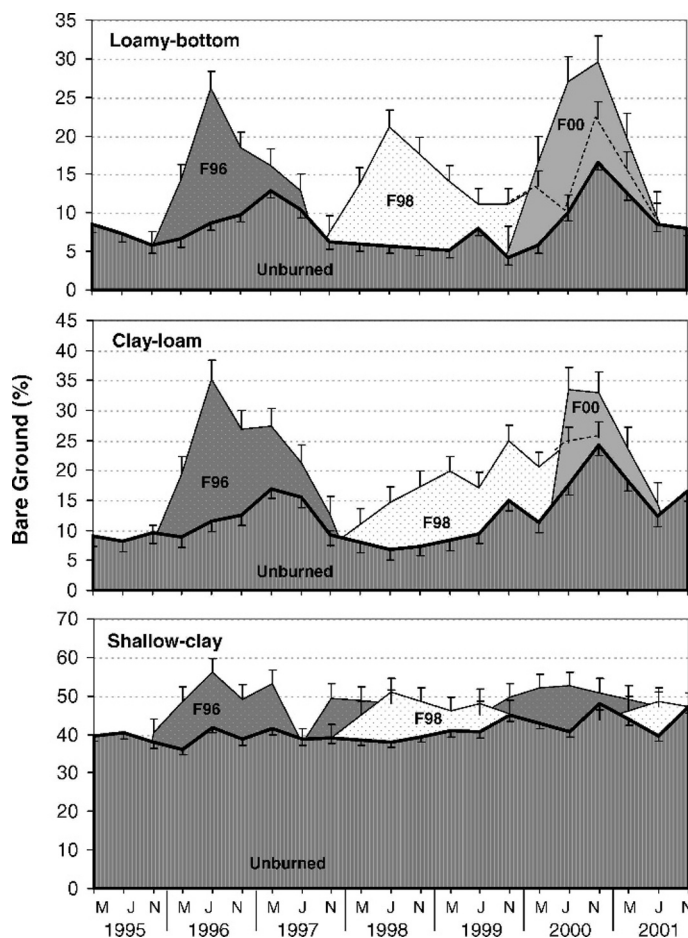 Bare Ground (%)
Loamy-bottom
35
30
25
20
15
10
5
0
F96
F98
F00
Unburned
Clay-loam
45
40
35
30
25
20
15
10
5
0
F96
F98
F00
Unburned
Shallow-clay
70
60
50
40
30
20
10
0
F96
F98
Unburned
M J N M J N M J N M J N M J N M J N M J N
1995 1996 1997 1998 1999 2000 2001